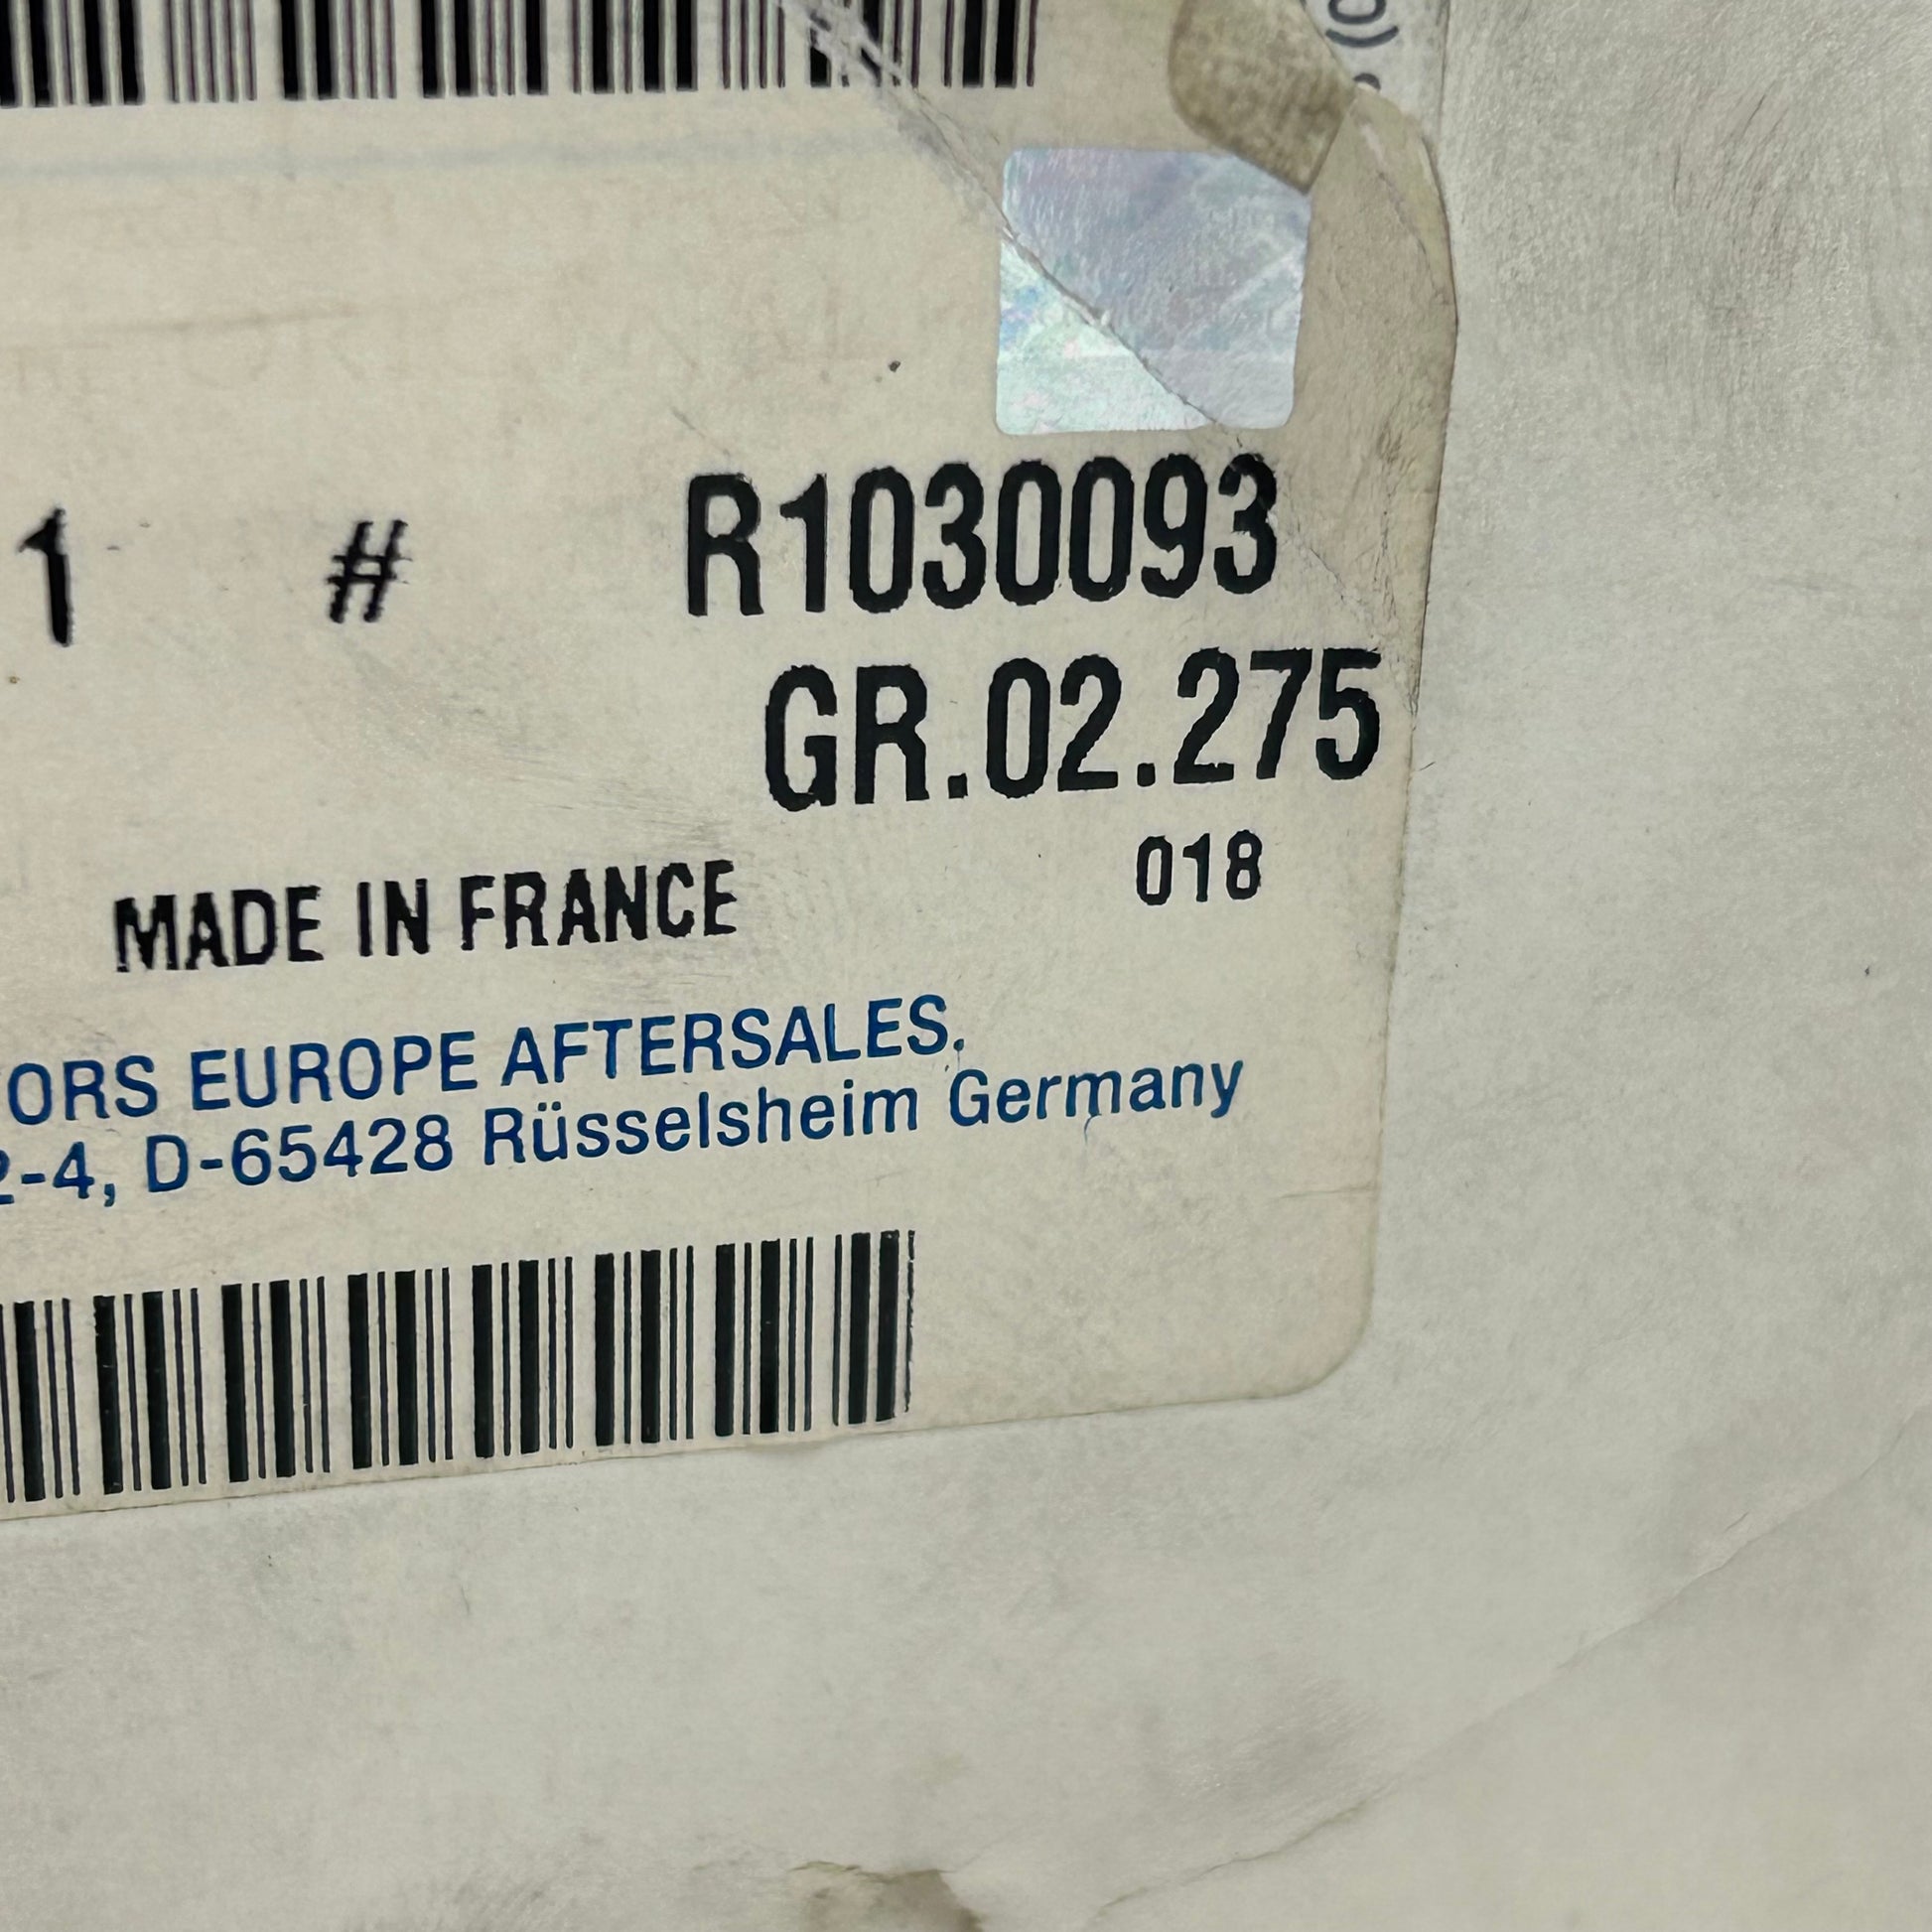 1 # R1030093
GR.02.275
018
MADE IN FRANCE
ORS EUROPE AFTERSALES.
2-4, D-65428 Rüsselsheim Germany